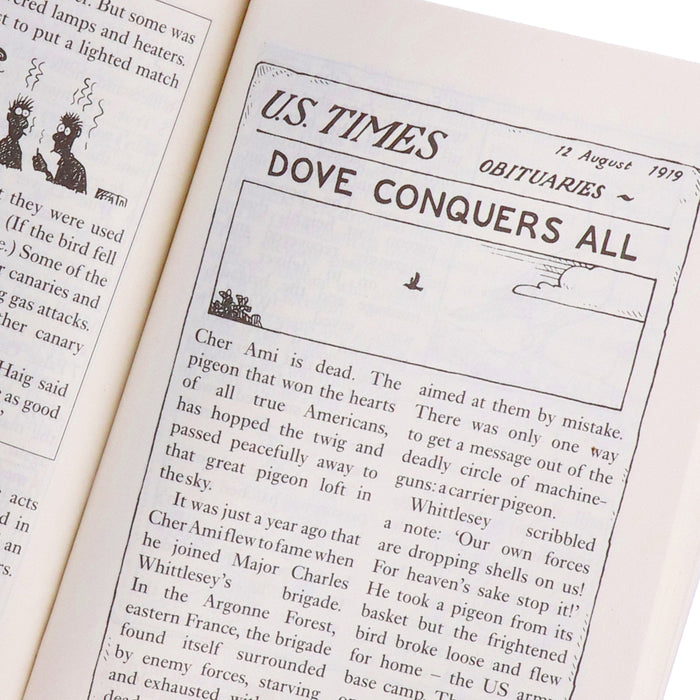 ered lamps and heaters.
But some was
st to put a lighted match
t they were used
(If the bird fell
e.) Some of the
r canaries and
g gas attacks.
ther canary
Haig said
as good
acts
d in
an
rs.
U.S. TIMES
12 August 1919
OBITUARIES ~
DOVE CONQUERS ALL
Cher Ami is dead. The
pigeon that won the hearts
of all true Americans,
has hopped the twig and
passed peacefully away to
that great pigeon loft in
the sky.
It was just a year ago that
Cher Ami flew to fame when
he joined Major Charles
Whittlesey's brigade.
In the Argonne Forest,
eastern France, the brigade
found itself surrounded
by enemy forces, starving
and exhausted with
aimed at them by mistake.
There was only one way
to get a message out of the
deadly circle of machine-
guns: a carrier pigeon.
Whittlesey scribbled
a note: 'Our own forces
are dropping shells on us!
For heaven's sake stop it!'
He took a pigeon from its
basket but the frightened
bird broke loose and flew
for home – the US army
base camp. Th